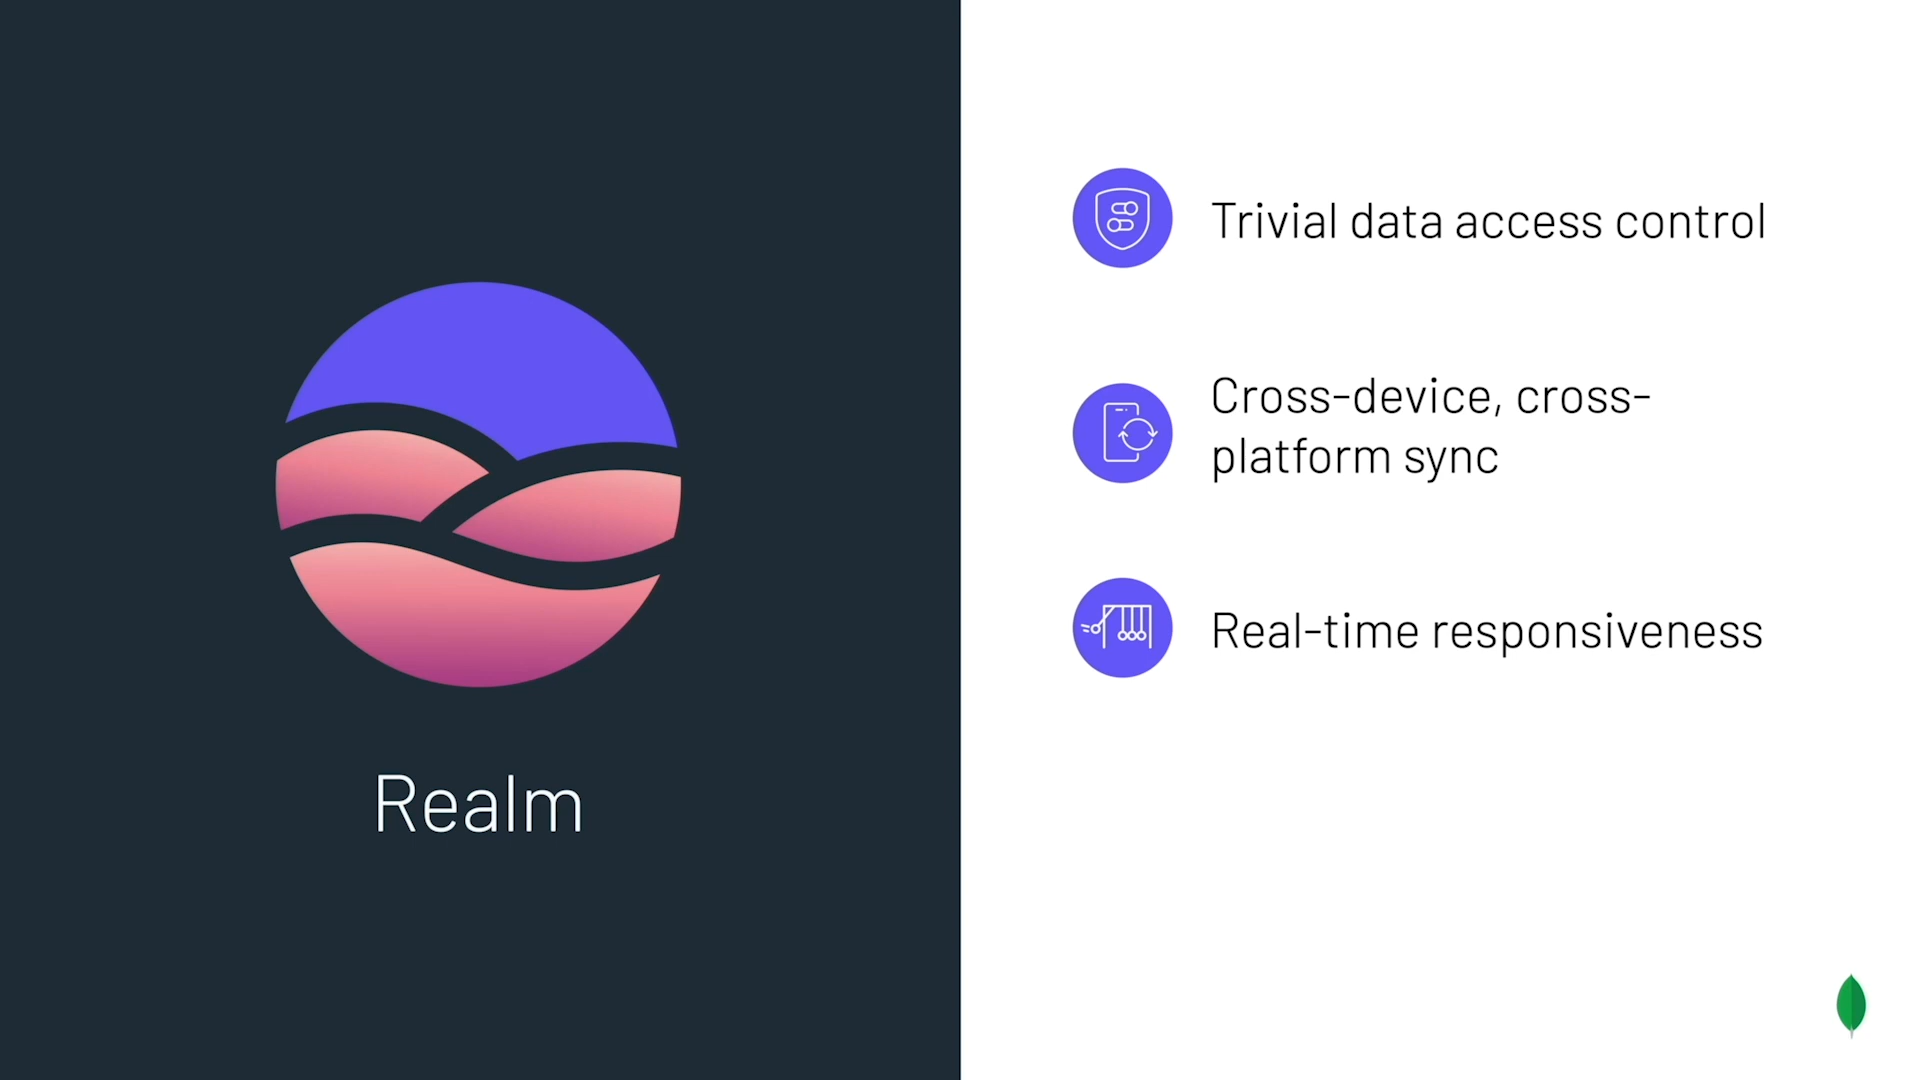 Realm
Trivial data access control
Cross-device, cross-
platform sync
Real-time responsiveness